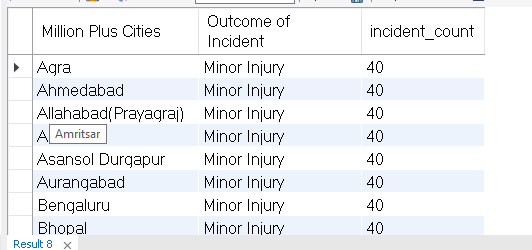 Million Plus Cities Outcome of Incident incident_count
Agra Minor Injury 40
Ahmedabad Minor Injury 40
Allahabad(Prayagraj) Minor Injury 40
A Amritsar Minor Injury 40
Asansol Durgapur Minor Injury 40
Aurangabad Minor Injury 40
Bengaluru Minor Injury 40
Bhopal Minor Injury 40
Result 8